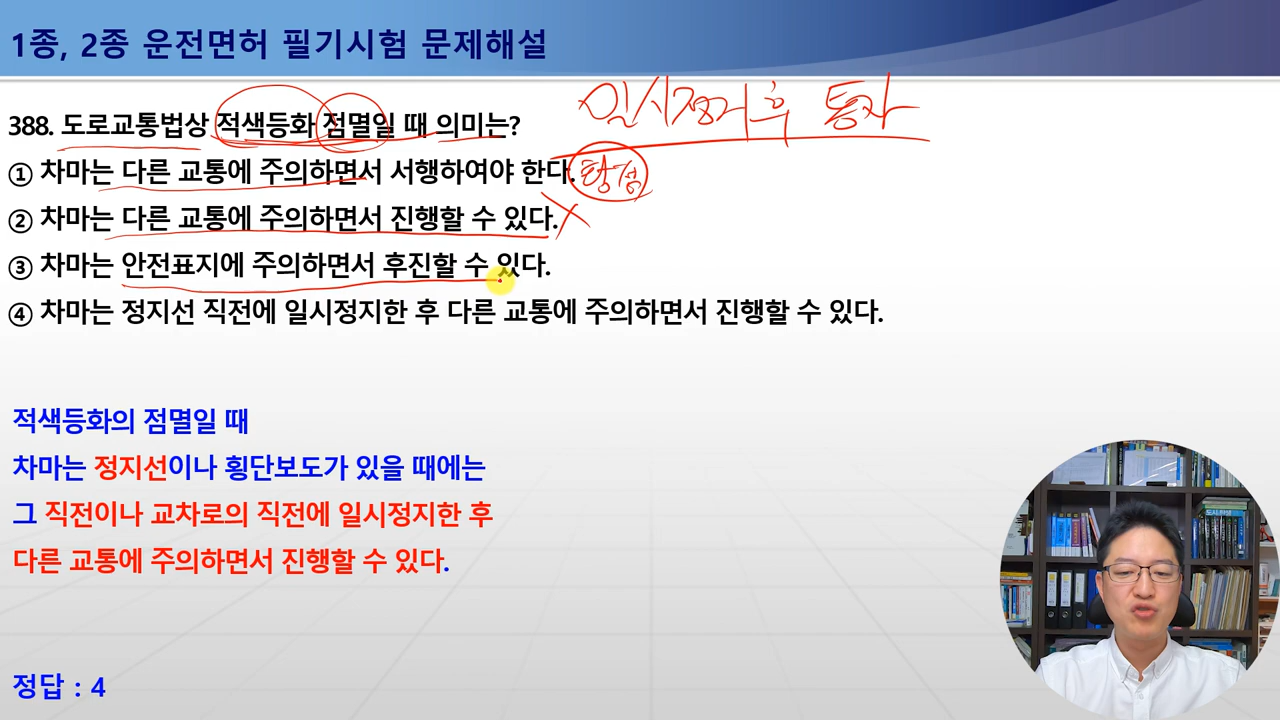 1종, 2종 운전면허 필기시험 문제해설
일시정지 후 통과
388. 도로교통법상 적색등화 점멸일 때 의미는?
① 차마는 다른 교통에 주의하면서 서행하여야 한다.
② 차마는 다른 교통에 주의하면서 진행할 수 있다.
③ 차마는 안전표지에 주의하면서 후진할 수 있다.
④ 차마는 정지선 직전에 일시정지한 후 다른 교통에 주의하면서 진행할 수 있다.
적색등화의 점멸일 때
차마는 정지선이나 횡단보도가 있을 때에는
그 직전이나 교차로의 직전에 일시정지한 후
다른 교통에 주의하면서 진행할 수 있다.
정답 : 4